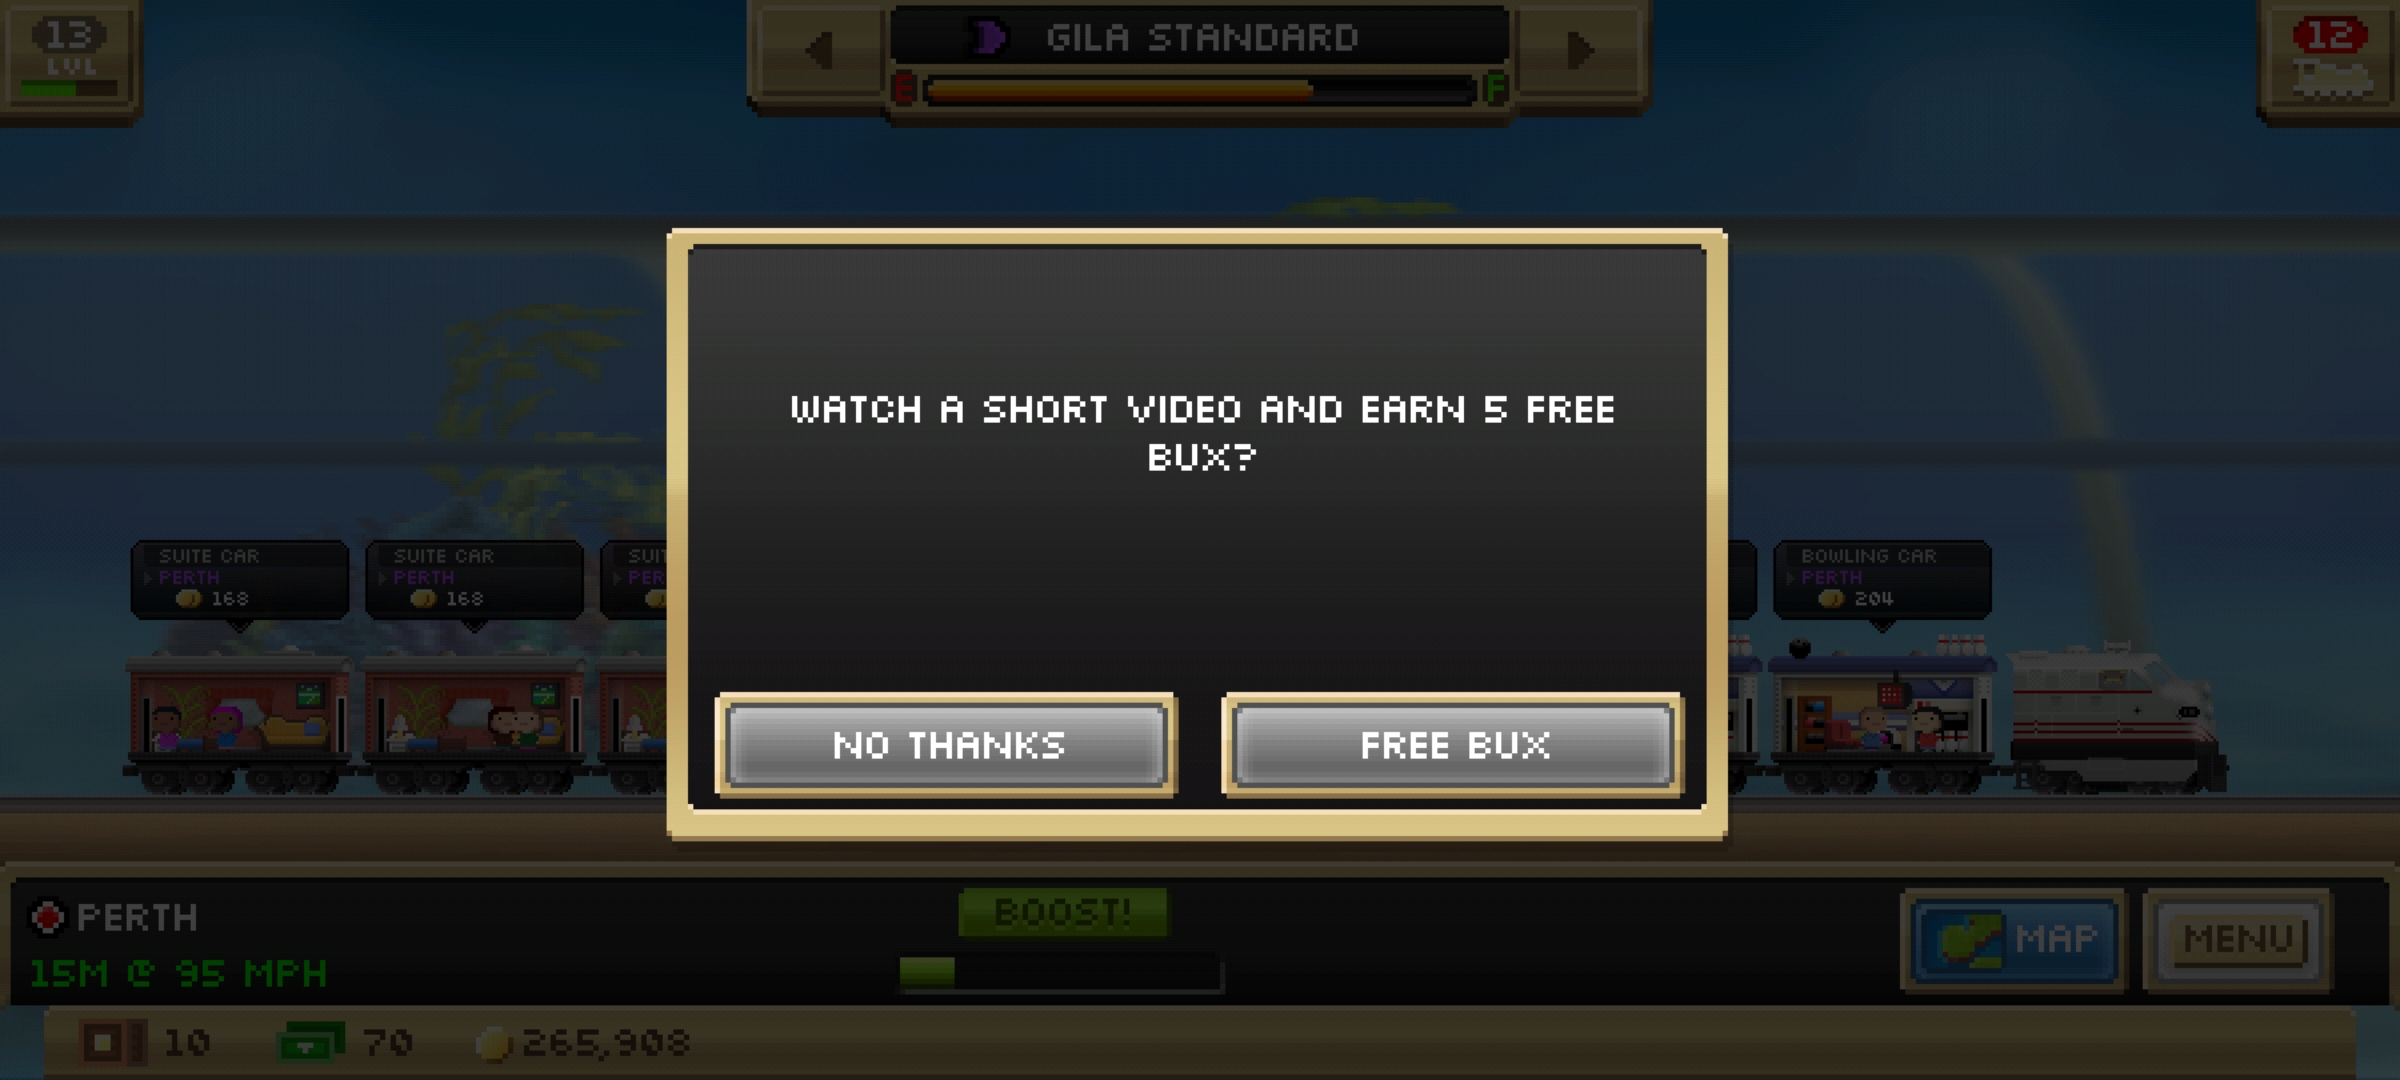 13
LVL
GILA STANDARD
E
F
12
WATCH A SHORT VIDEO AND EARN 5 FREE
BUX?
NO THANKS
FREE BUX
SUITE CAR
PERTH
168
SUITE CAR
PERTH
168
SUIT
PER
BOWLING CAR
PERTH
204
PERTH
15M @ 95 MPH
BOOST!
MAP
MENU
10
70
265,908